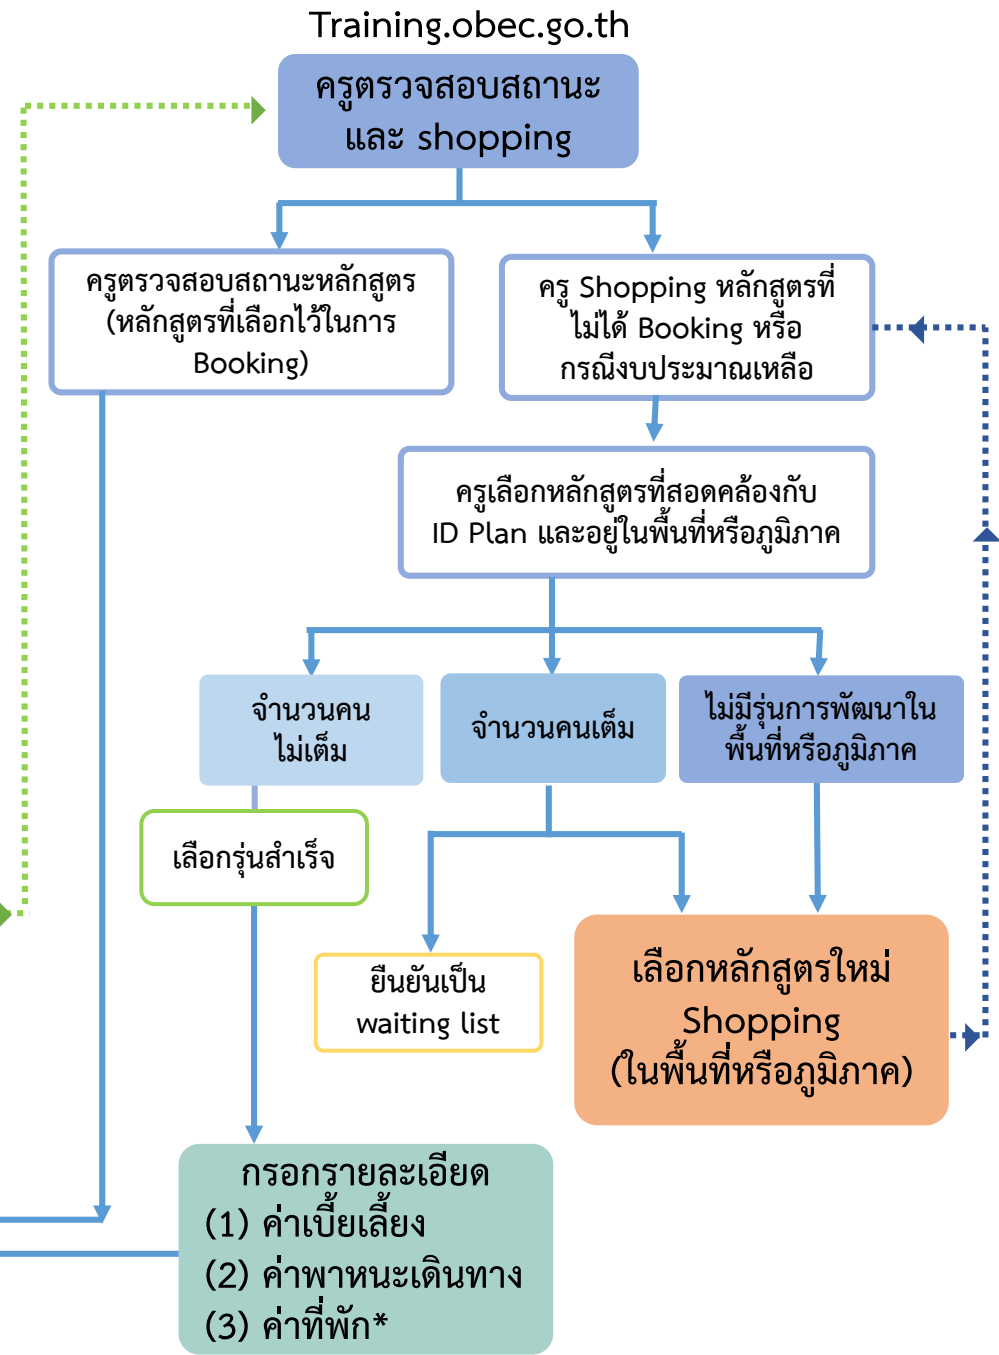 Training.obec.go.th
ครูตรวจสอบสถานะ
และ shopping
ครูตรวจสอบสถานะหลักสูตร
(หลักสูตรที่เลือกไว้ในการ
Booking)
ครู Shopping หลักสูตรที่
ไม่ได้ Booking หรือ
กรณีงบประมาณเหลือ
ครูเลือกหลักสูตรที่สอดคล้องกับ
ID Plan และอยู่ในพื้นที่หรือภูมิภาค
จำนวนคน
ไม่เต็ม
จำนวนคนเต็ม
ไม่มีรุ่นการพัฒนาใน
พื้นที่หรือภูมิภาค
เลือกรุ่นสำเร็จ
ยืนยันเป็น
waiting list
เลือกหลักสูตรใหม่
Shopping
(ในพื้นที่หรือภูมิภาค)
กรอกรายละเอียด
(1) ค่าเบี้ยเลี้ยง
(2) ค่าพาหนะเดินทาง
(3) ค่าที่พัก*